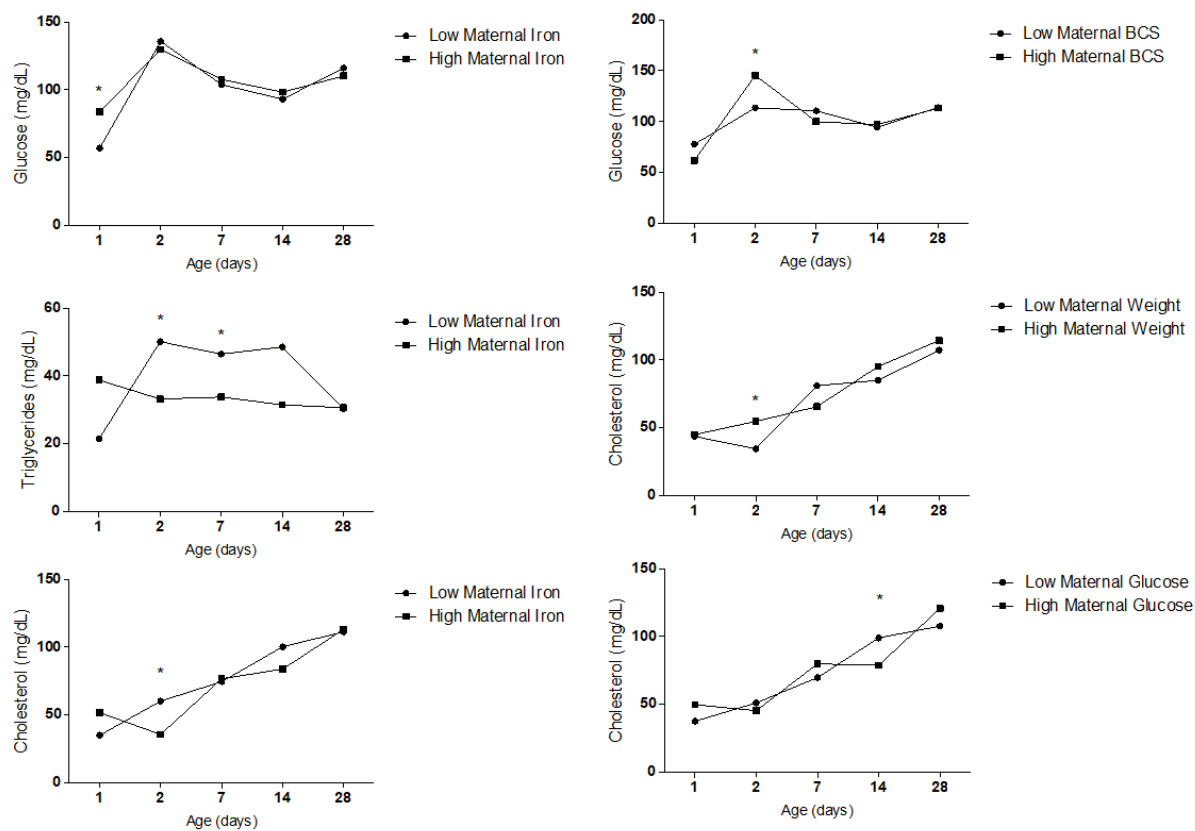 Glucose (mg/dL)
150
100
50
0
*
1 2 7 14 28
Age (days)
Low Maternal Iron
High Maternal Iron
Glucose (mg/dL)
200
150
100
50
0
*
1 2 7 14 28
Age (days)
Low Maternal BCS
High Maternal BCS
Triglycerides (mg/dL)
60
40
20
0
* *
1 2 7 14 28
Age (days)
Low Maternal Iron
High Maternal Iron
Cholesterol (mg/dL)
150
100
50
0
*
1 2 7 14 28
Age (days)
Low Maternal Weight
High Maternal Weight
Cholesterol (mg/dL)
150
100
50
0
*
1 2 7 14 28
Age (days)
Low Maternal Iron
High Maternal Iron
Cholesterol (mg/dL)
150
100
50
0
*
1 2 7 14 28
Age (days)
Low Maternal Glucose
High Maternal Glucose